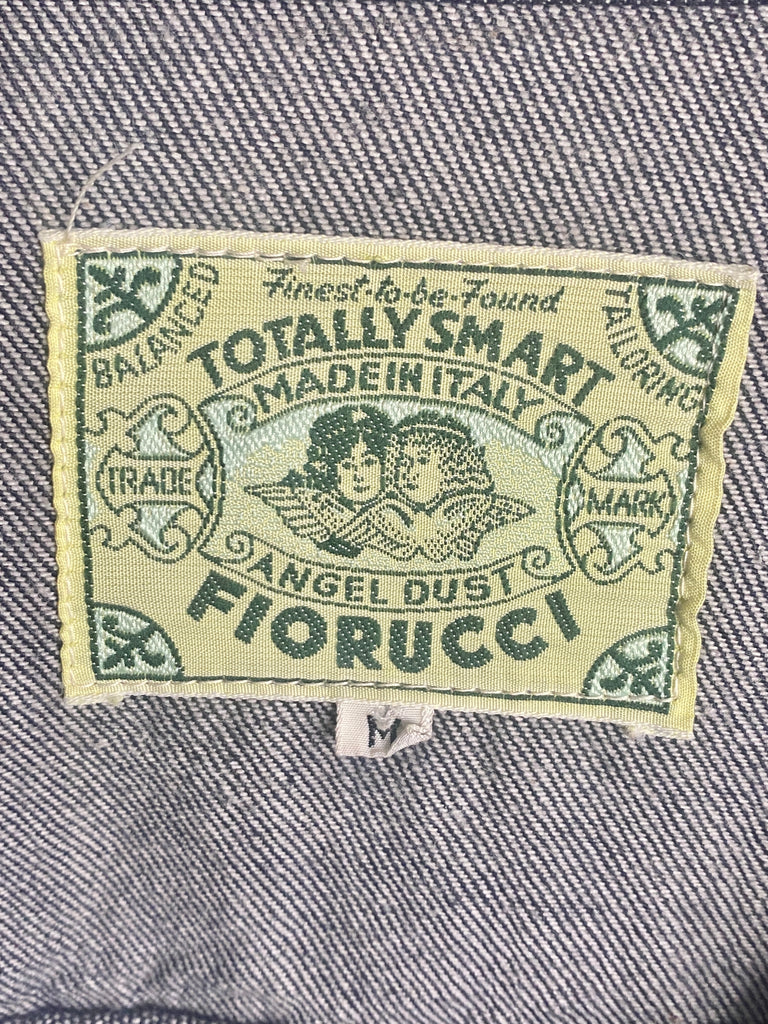 Finest-to-be-Found
BALANCED
TAILORING
TOTALLY SMART
MADE IN ITALY
TRADE
MARK
ANGEL DUST
FIORUCCI
M